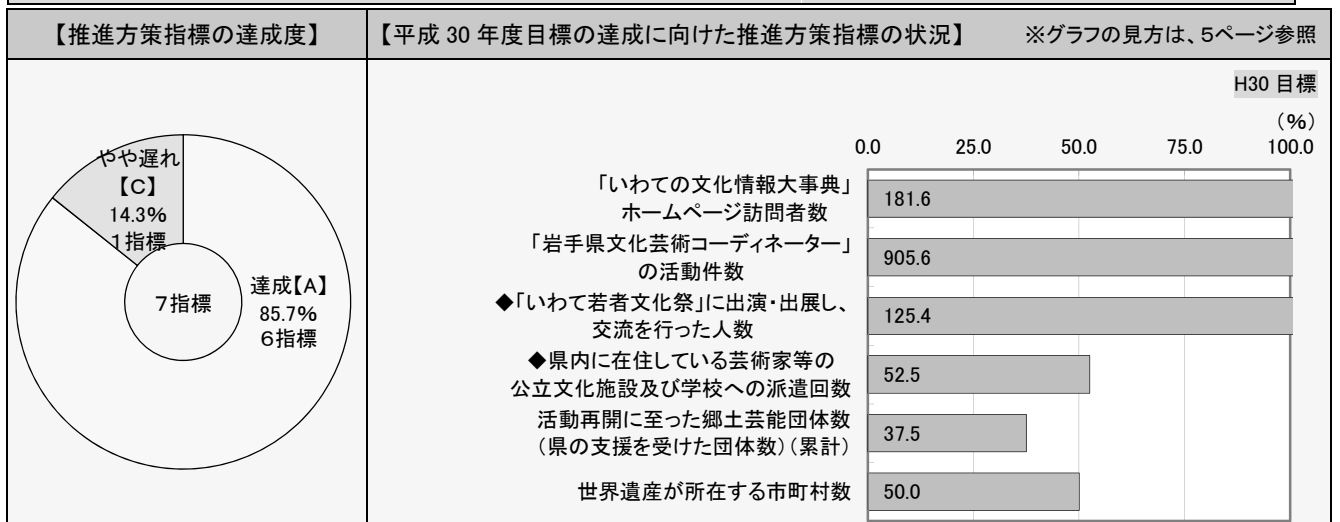 【推進方策指標の達成度】
【平成 30 年度目標の達成に向けた推進方策指標の状況】 ※グラフの見方は、5ページ参照
やや遅れ
【C】
14.3%
1指標
7指標
達成【A】
85.7%
6指標
H30 目標
(%)
0.0 25.0 50.0 75.0 100.0
「いわての文化情報大事典」
ホームページ訪問者数
181.6
「岩手県文化芸術コーディネーター」
の活動件数
905.6
◆「いわて若者文化祭」に出演・出展し、
交流を行った人数
125.4
◆県内に在住している芸術家等の
公立文化施設及び学校への派遣回数
52.5
活動再開に至った郷土芸能団体数
(県の支援を受けた団体数)(累計)
37.5
世界遺産が所在する市町村数
50.0